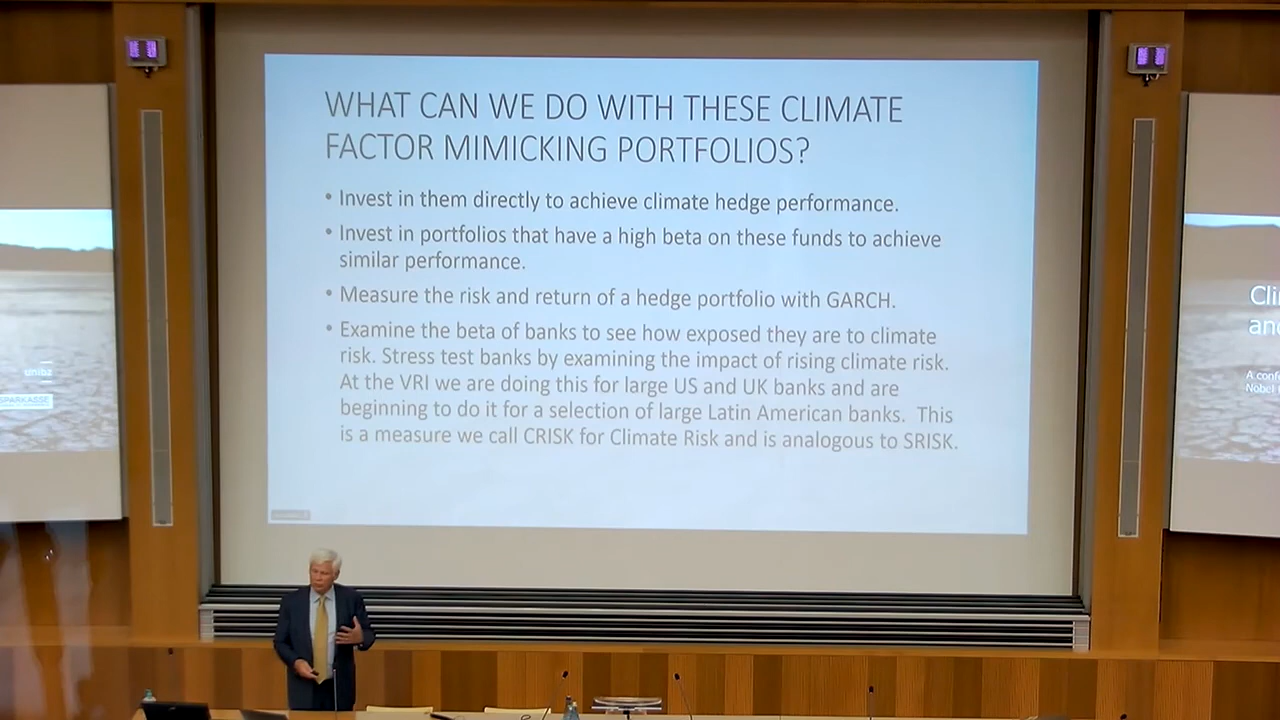 WHAT CAN WE DO WITH THESE CLIMATE
FACTOR MIMICKING PORTFOLIOS?
• Invest in them directly to achieve climate hedge performance.
• Invest in portfolios that have a high beta on these funds to achieve
similar performance.
• Measure the risk and return of a hedge portfolio with GARCH.
• Examine the beta of banks to see how exposed they are to climate
risk. Stress test banks by examining the impact of rising climate risk.
At the VRI we are doing this for large US and UK banks and are
beginning to do it for a selection of large Latin American banks. This
is a measure we call CRISK for Climate Risk and is analogous to SRISK.
unibz
SPARKASSE
Cli
an
A conf
Nobel